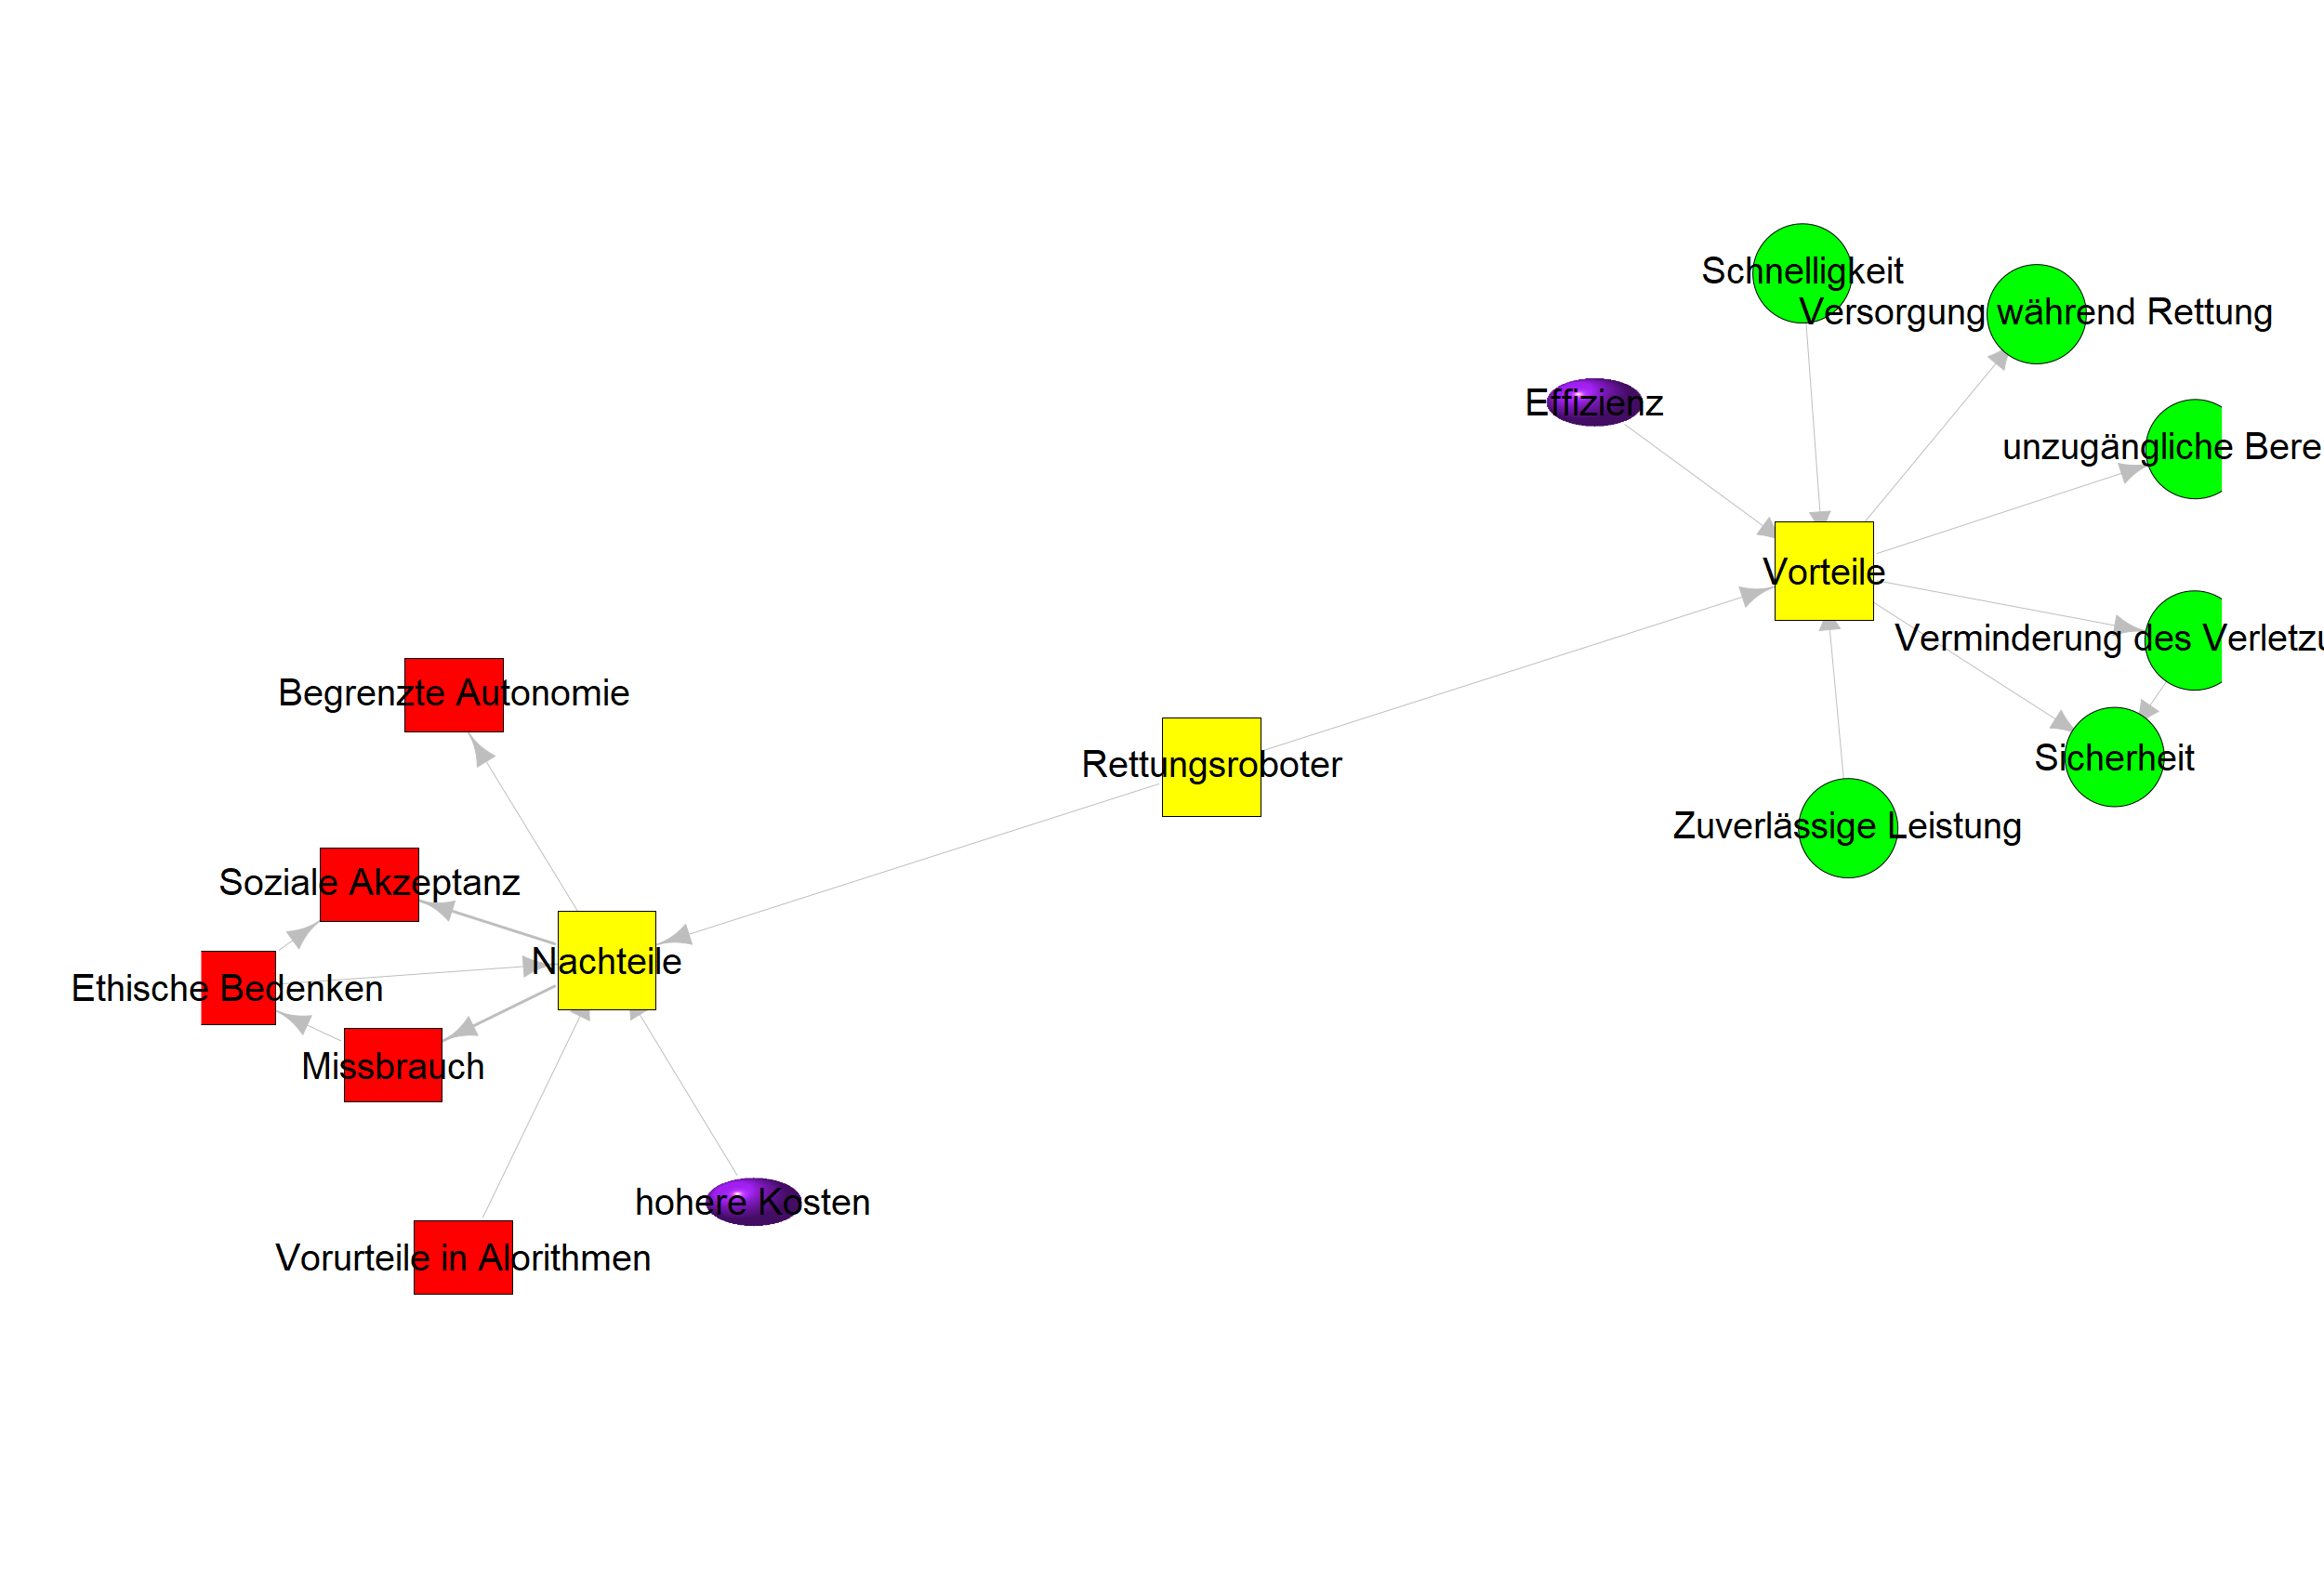 Schnelligkeit
Versorgung während Rettung
Effizienz
unzugängliche Bere
Vorteile
Verminderung des Verletzu
Begrenzte Autonomie
Sicherheit
Rettungsroboter
Zuverlässige Leistung
Soziale Akzeptanz
Nachteile
Ethische Bedenken
Missbrauch
hohere Kosten
Vorurteile in Alorithmen